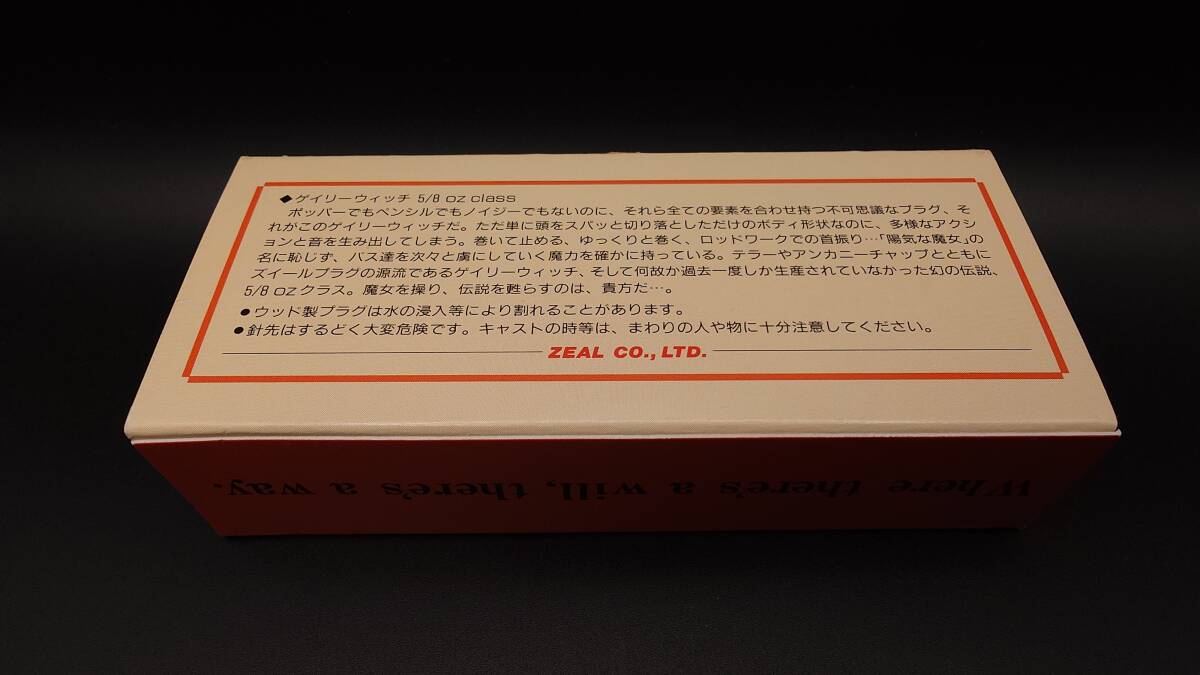 ◆ゲイリーウィッチ 5/8 oz class
ポッパーでもペンシルでもノイジーでもないのに、それら全ての要素を合わせ持つ不可思議なプラグ、そ
れがこのゲイリーウィッチだ。ただ単に頭をスパッと切り落としただけのボディ形状なのに、多様なアクシ
ョンと音を生み出してしまう。巻いて止める、ゆっくりと巻く、ロッドワークでの首振り…「陽気な魔女」の
名に恥じず、バス達を次々と虜にしていく魔力を確かに持っている。テラーやアンカニーチャップとともに
ズイールプラグの源流であるゲイリーウィッチ、そして何故か過去一度しか生産されていなかった幻の伝説、
5/8 ozクラス。魔女を操り、伝説を甦らすのは、貴方だ…。
●ウッド製プラグは水の浸入等により割れることがあります。
●針先はするどく大変危険です。キャストの時等は、まわりの人や物に十分注意してください。
ZEAL CO., LTD.
Where there's a will, there's a way.